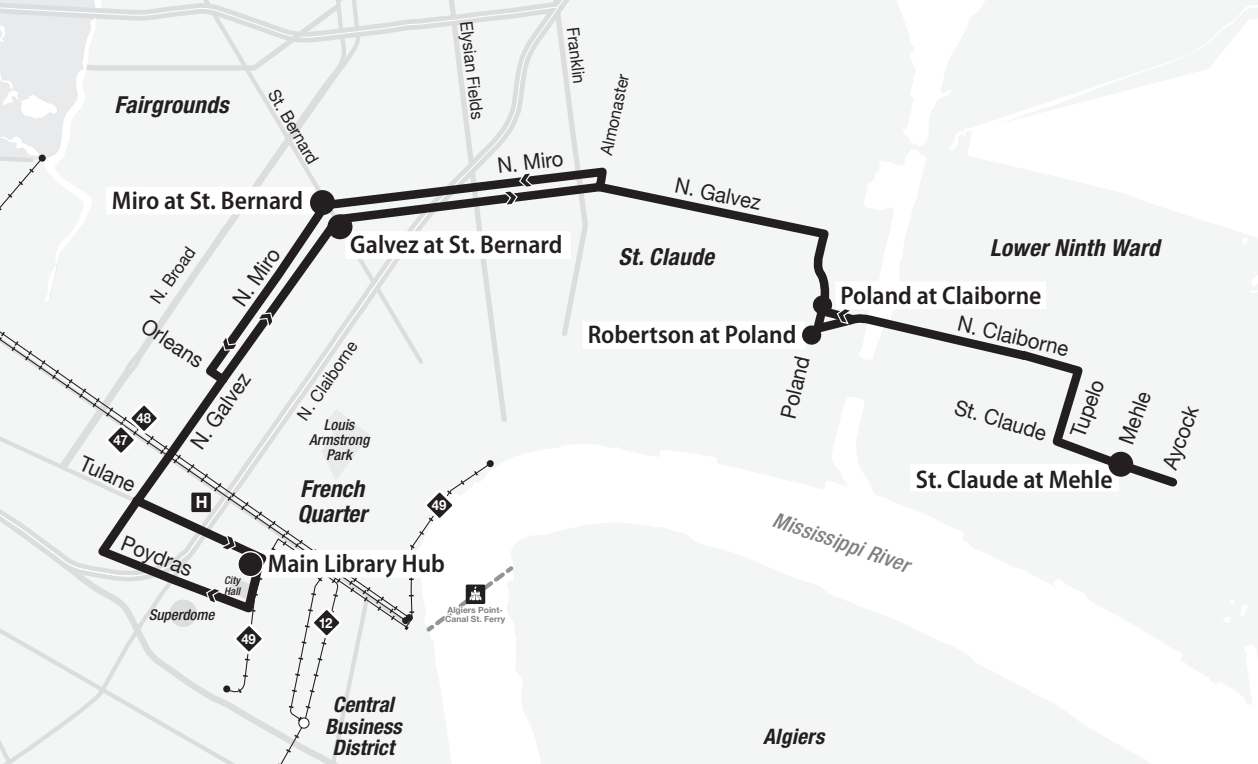 Elysian Fields
Franklin
Fairgrounds
St. Bernard
Almonaster
N. Miro
Miro at St. Bernard
N. Galvez
Galvez at St. Bernard
St. Claude
Lower Ninth Ward
N. Broad
N. Miro
Poland at Claiborne
Orleans
Robertson at Poland
N. Claiborne
N. Claiborne
Poland
N. Galvez
Tupelo
Mehle
Aycock
St. Claude
48
47
Louis
Armstrong
Park
Tulane
St. Claude at Mehle
H
French
Quarter
49
Mississippi River
Poydras
Main Library Hub
City
Hall
Superdome
Algiers Point-
Canal St. Ferry
49
12
Central
Business
District
Algiers